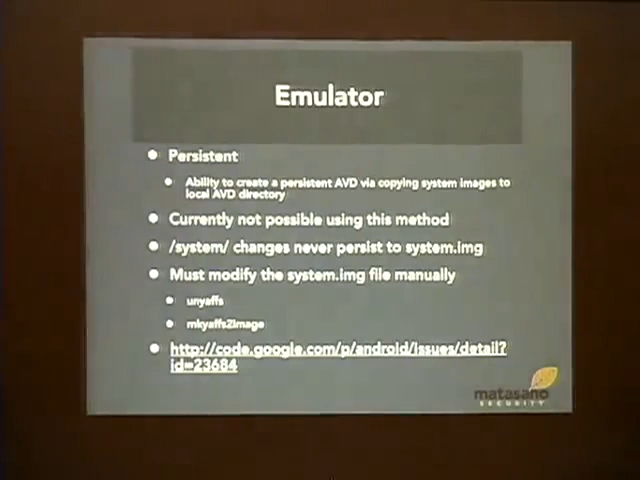 Emulator
Persistent
Ability to create a persistent AVD via copying system images to
local AVD directory
Currently not possible using this method
/system/ changes never persist to system.img
Must modify the system.img file manually
unyaffs
mkyaffs2image
http://code.google.com/p/android/issues/detail?
id=23684
matasano
SECURITY